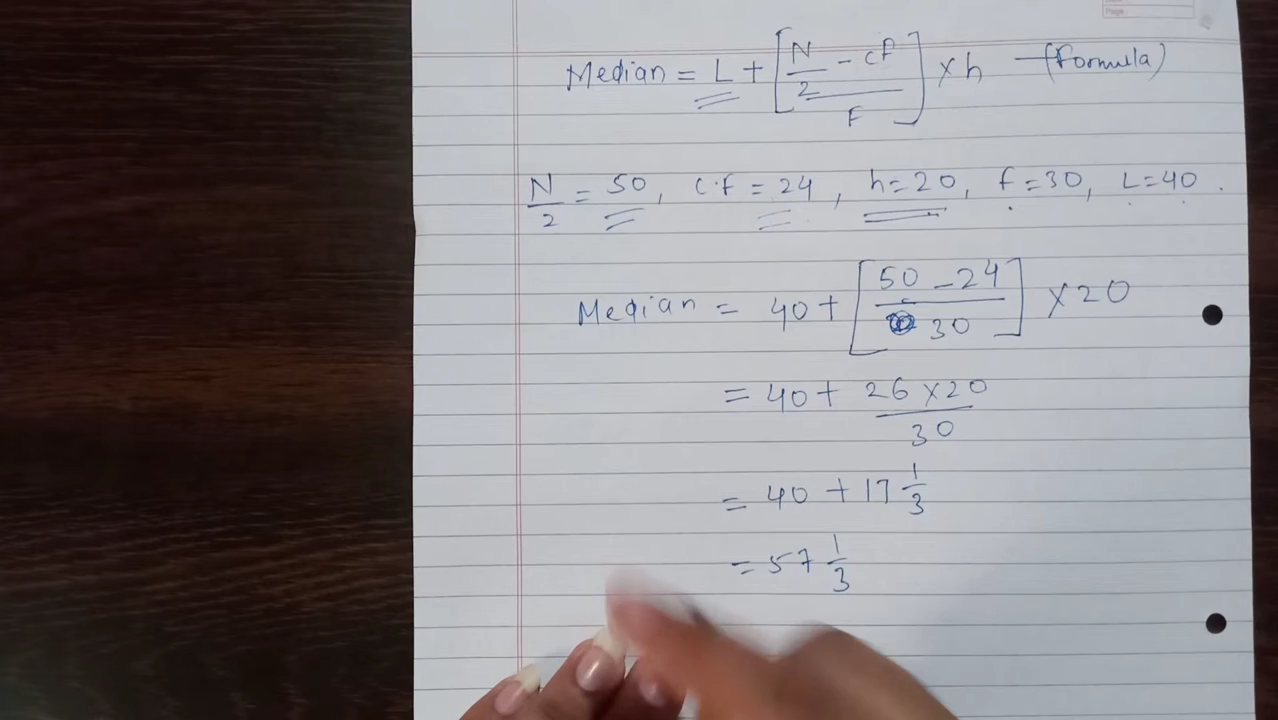 Page
Median = L + [N/2 - cf / F] × h — (Formula)
N/2 = 50, C.F = 24, h = 20, f = 30, L = 40.
Median = 40 + [50 - 24 / 30] × 20
= 40 + 26 × 20 / 30
= 40 + 17 1/3
= 57 1/3